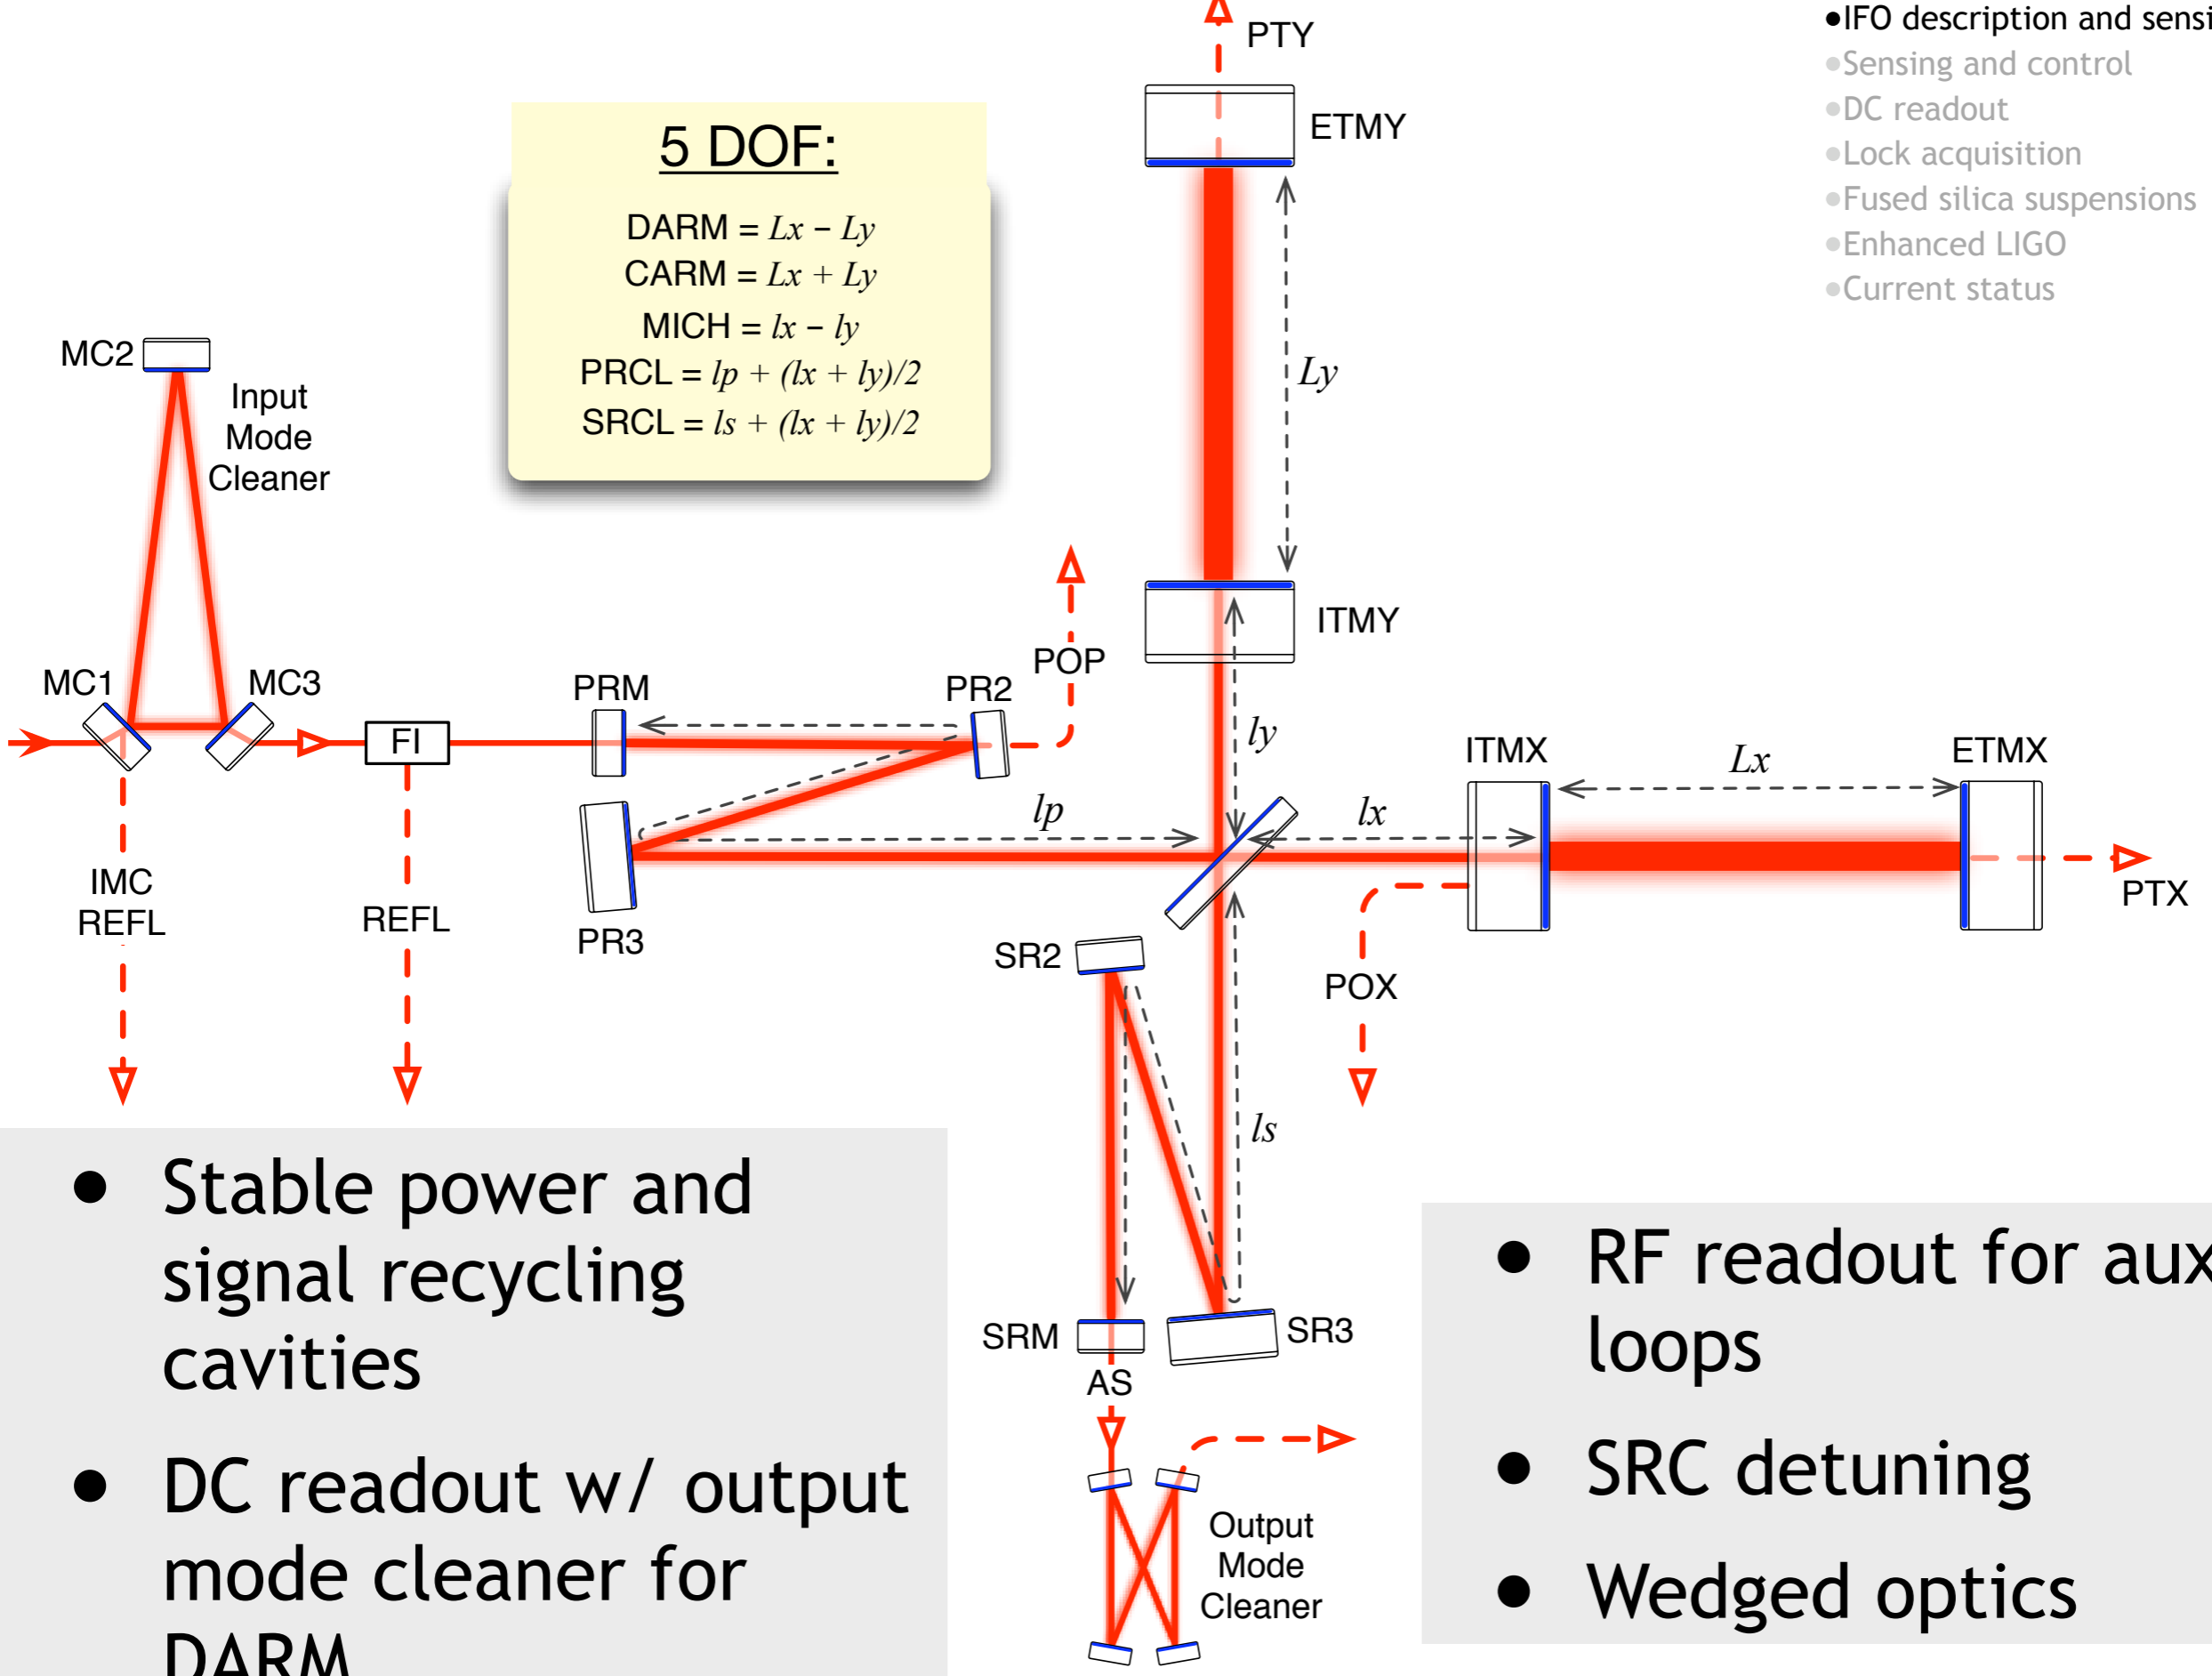 •IFO description and sensi
•Sensing and control
•DC readout
•Lock acquisition
•Fused silica suspensions
•Enhanced LIGO
•Current status
5 DOF:
DARM = Lx − Ly
CARM = Lx + Ly
MICH = lx − ly
PRCL = lp + (lx + ly)/2
SRCL = ls + (lx + ly)/2
PTY
ETMY
Ly
ITMY
ly
MC2
Input
Mode
Cleaner
MC1
MC3
FI
IMC
REFL
REFL
PRM
PR2
POP
PR3
lp
lx
ITMX
Lx
ETMX
PTX
POX
SR2
ls
SRM
SR3
AS
Output
Mode
Cleaner
• Stable power and
signal recycling
cavities
• DC readout w/ output
mode cleaner for
DARM
• RF readout for aux
loops
• SRC detuning
• Wedged optics